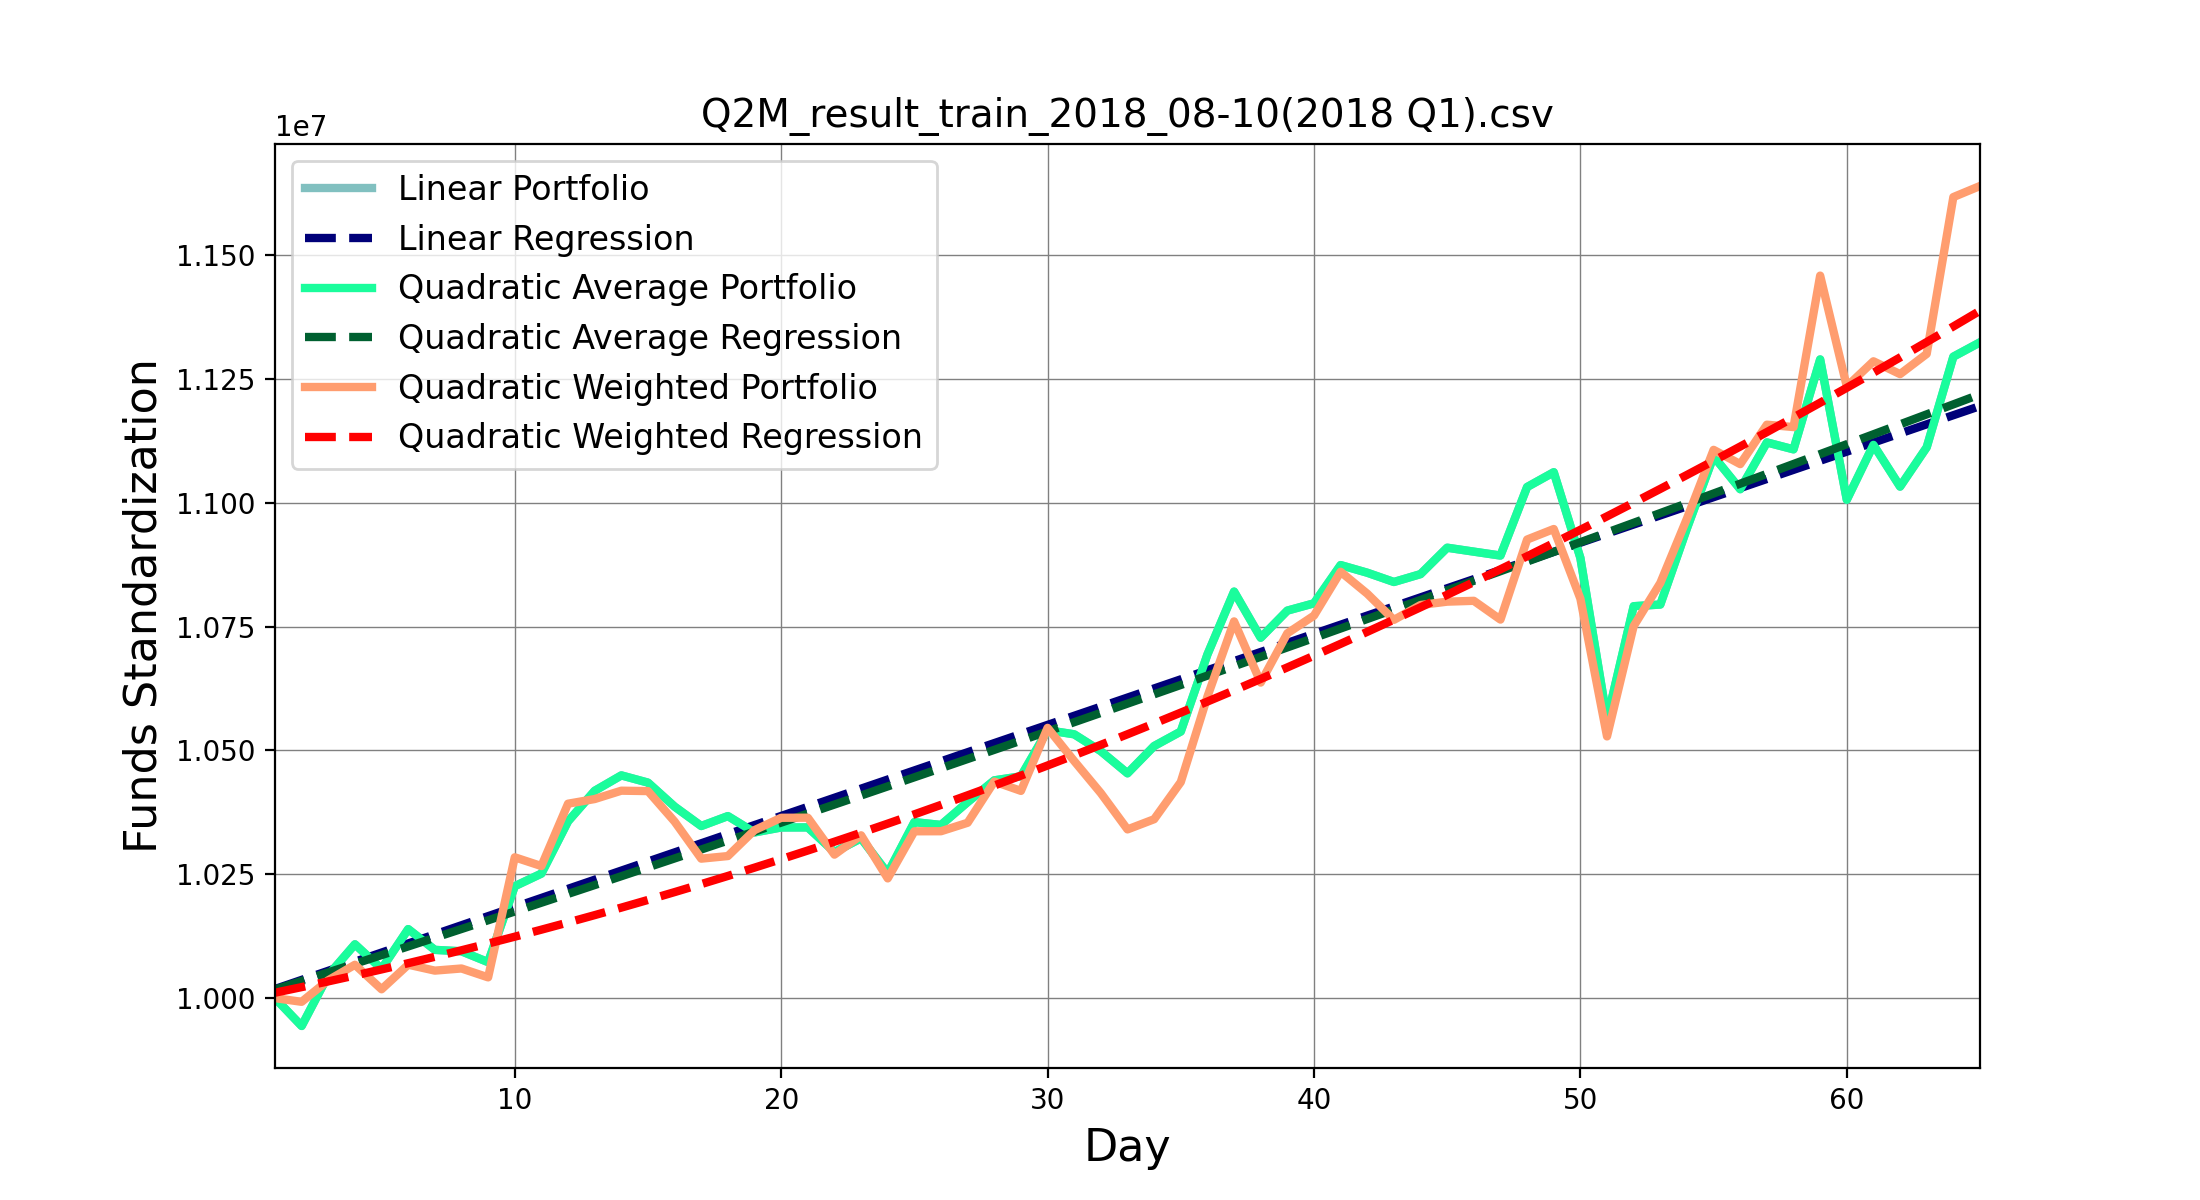 Q2M_result_train_2018_08-10(2018 Q1).csv
1e7
Linear Portfolio
Linear Regression
Quadratic Average Portfolio
Quadratic Average Regression
Quadratic Weighted Portfolio
Quadratic Weighted Regression
Funds Standardization
1.150
1.125
1.100
1.075
1.050
1.025
1.000
10 20 30 40 50 60
Day